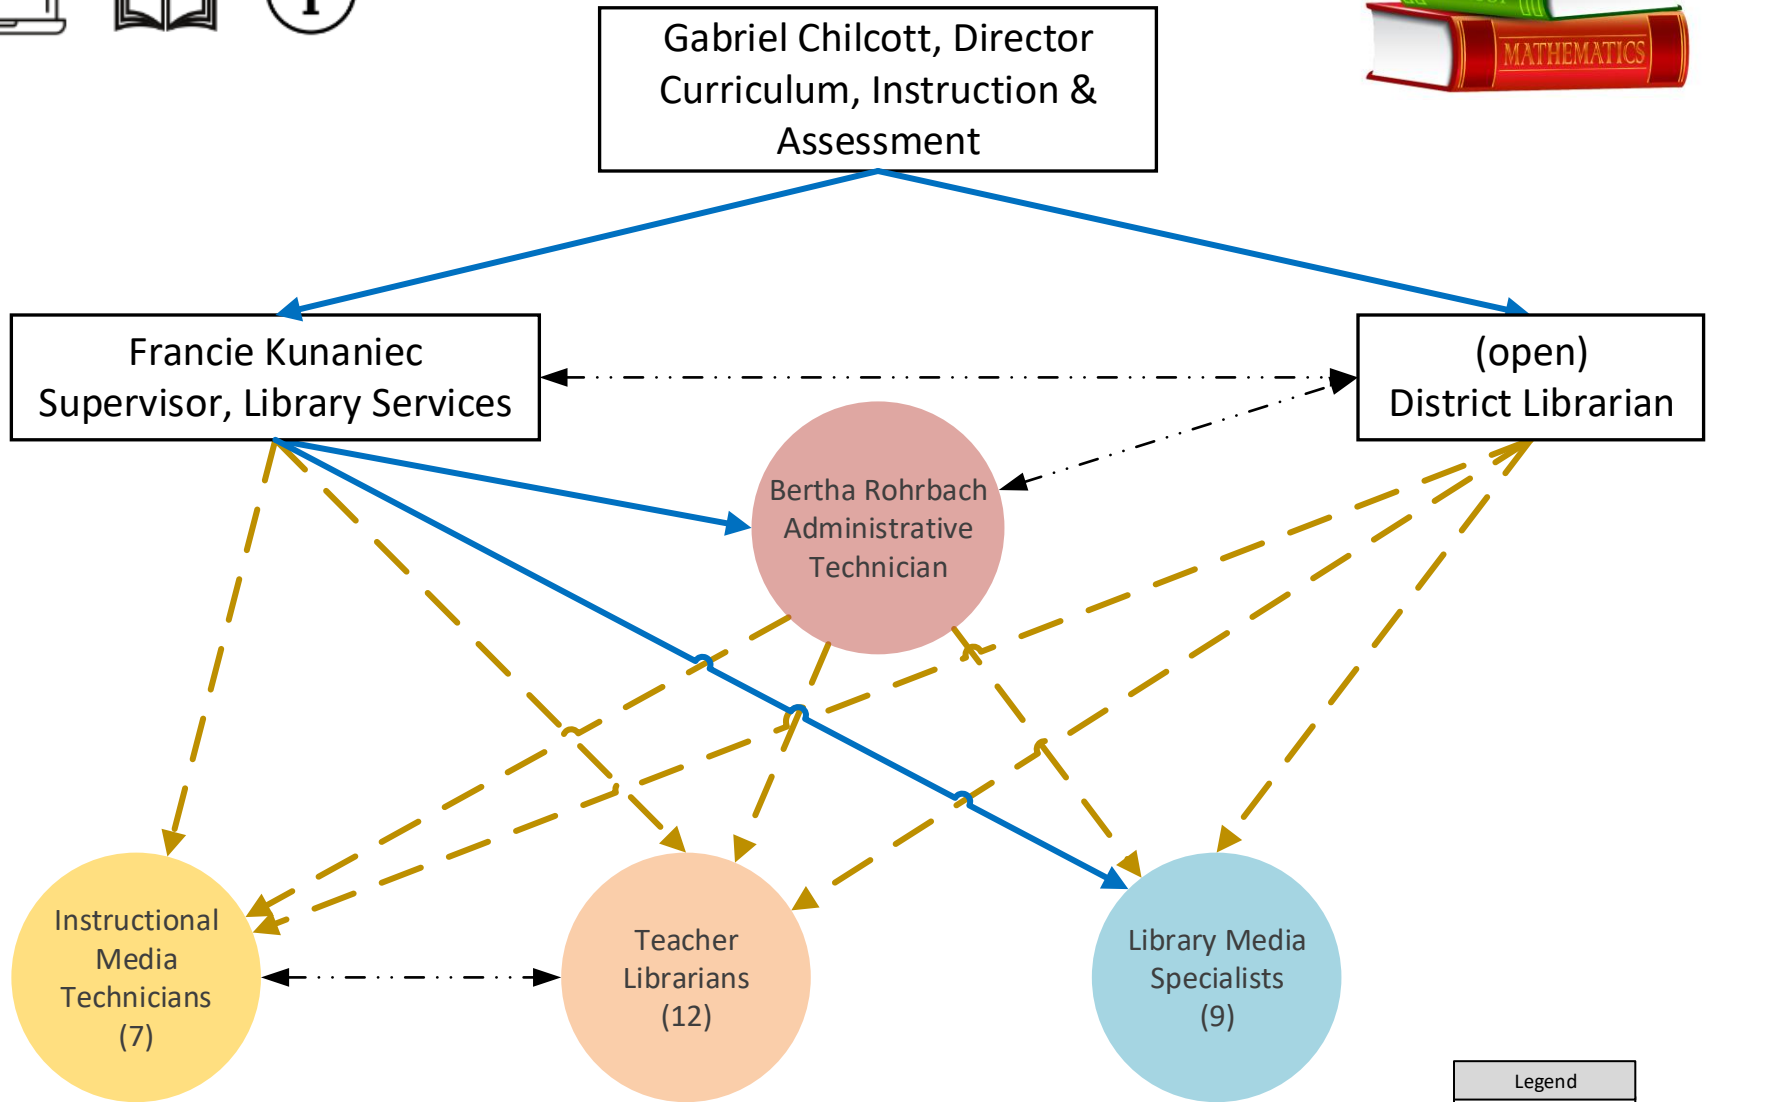 Gabriel Chilcott, Director
Curriculum, Instruction &
Assessment
MATHEMATICS
Francie Kunaniec
Supervisor, Library Services
(open)
District Librarian
Bertha Rohrbach
Administrative
Technician
Instructional
Media
Technicians
(7)
Teacher
Librarians
(12)
Library Media
Specialists
(9)
Legend